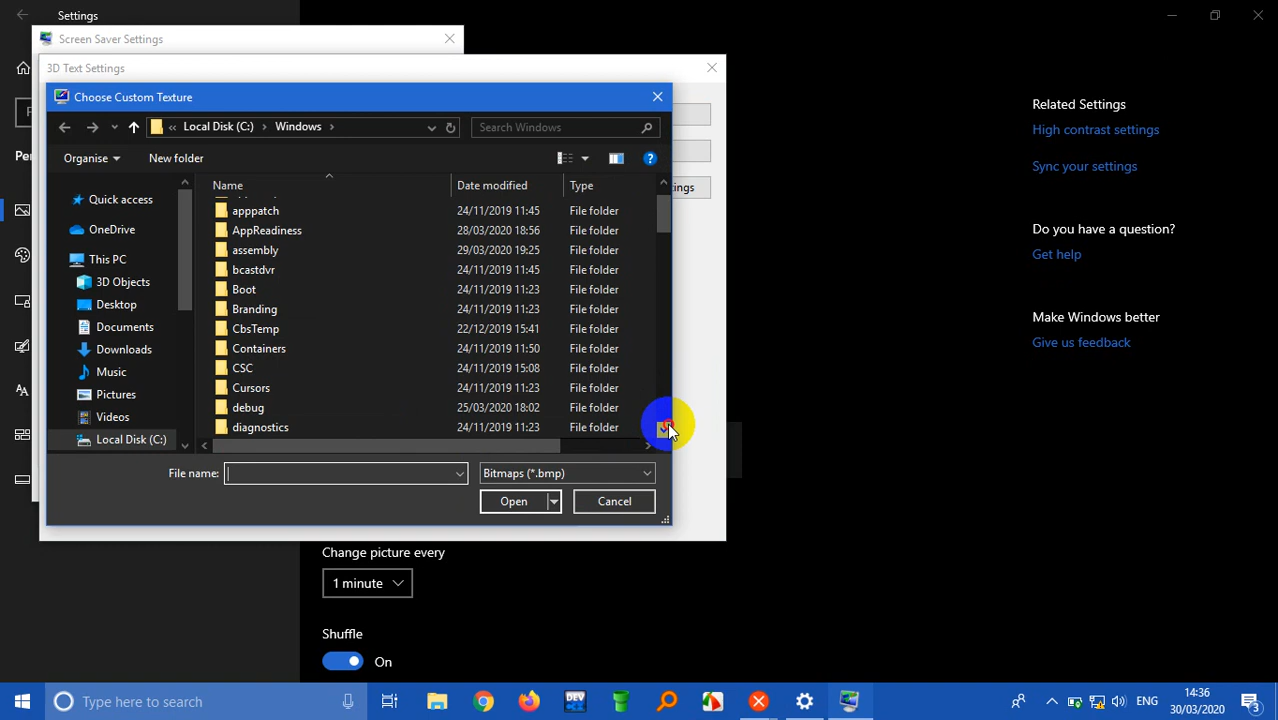 Settings
Screen Saver Settings
3D Text Settings
Choose Custom Texture
« Local Disk (C:) > Windows >
Search Windows
Organise
New folder
Name
Date modified
Type
Quick access
OneDrive
This PC
3D Objects
Desktop
Documents
Downloads
Music
Pictures
Videos
Local Disk (C:)
apppatch 24/11/2019 11:45 File folder
AppReadiness 28/03/2020 18:56 File folder
assembly 29/03/2020 19:25 File folder
bcastdvr 24/11/2019 11:45 File folder
Boot 24/11/2019 11:23 File folder
Branding 24/11/2019 11:23 File folder
CbsTemp 22/12/2019 15:41 File folder
Containers 24/11/2019 11:50 File folder
CSC 24/11/2019 15:08 File folder
Cursors 24/11/2019 11:23 File folder
debug 25/03/2020 18:02 File folder
diagnostics 24/11/2019 11:23 File folder
File name:
Bitmaps (*.bmp)
Open
Cancel
Related Settings
High contrast settings
Sync your settings
Do you have a question?
Get help
Make Windows better
Give us feedback
Change picture every
1 minute
Shuffle
On
Type here to search
DEV
ENG
14:36
30/03/2020
3